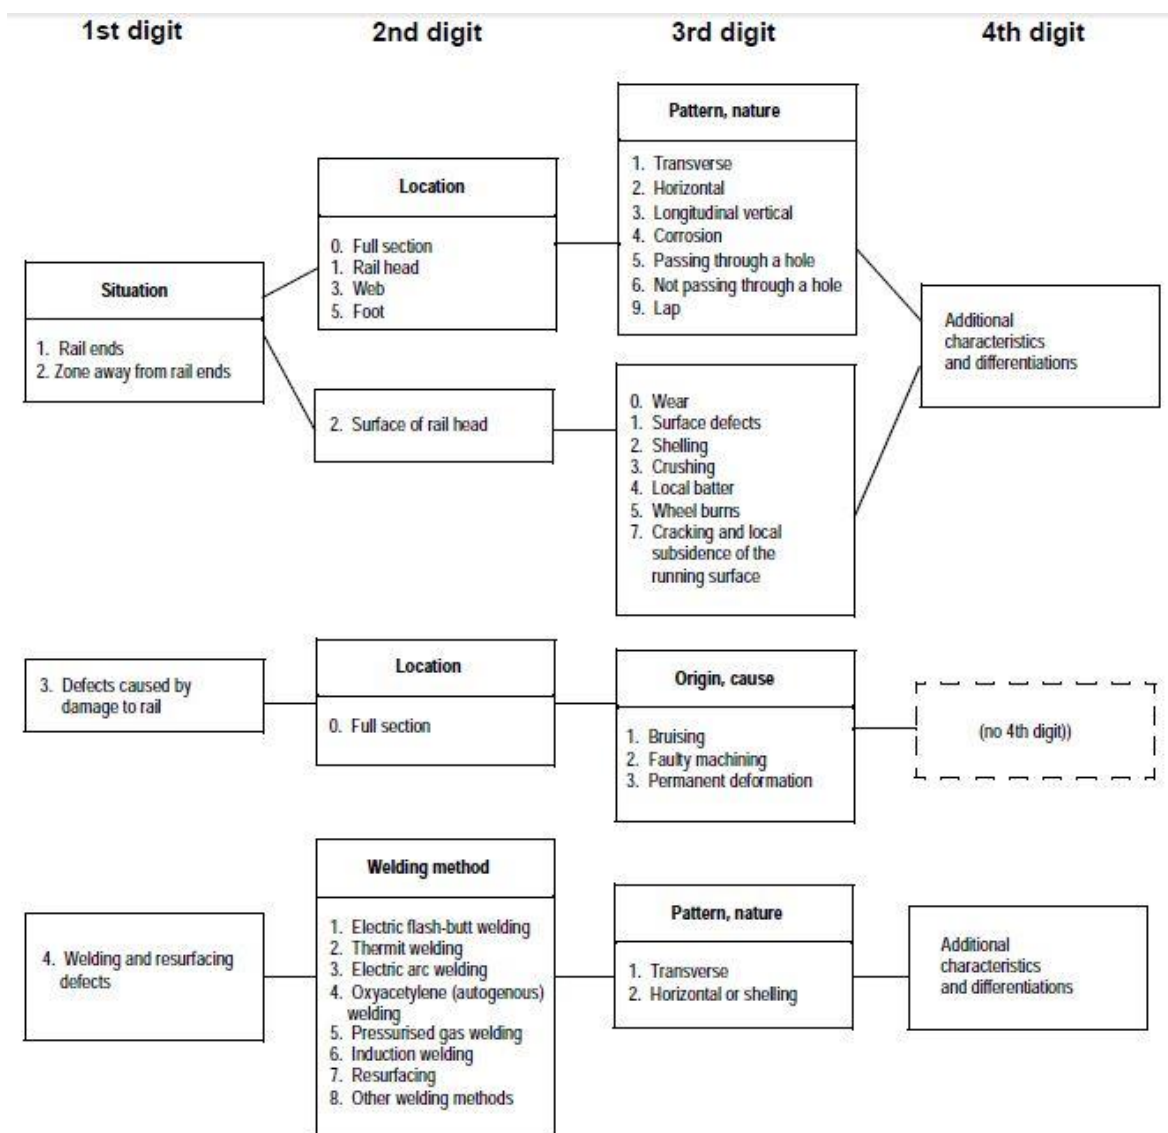 1st digit
2nd digit
3rd digit
4th digit
Situation
1. Rail ends
2. Zone away from rail ends
Location
0. Full section
1. Rail head
3. Web
5. Foot
2. Surface of rail head
Pattern, nature
1. Transverse
2. Horizontal
3. Longitudinal vertical
4. Corrosion
5. Passing through a hole
6. Not passing through a hole
9. Lap
0. Wear
1. Surface defects
2. Shelling
3. Crushing
4. Local batter
5. Wheel burns
7. Cracking and local
subsidence of the
running surface
Additional
characteristics
and differentiations
3. Defects caused by
damage to rail
Location
0. Full section
Origin, cause
1. Bruising
2. Faulty machining
3. Permanent deformation
(no 4th digit))
4. Welding and resurfacing
defects
Welding method
1. Electric flash-butt welding
2. Thermit welding
3. Electric arc welding
4. Oxyacetylene (autogenous)
welding
5. Pressurised gas welding
6. Induction welding
7. Resurfacing
8. Other welding methods
Pattern, nature
1. Transverse
2. Horizontal or shelling
Additional
characteristics
and differentiations